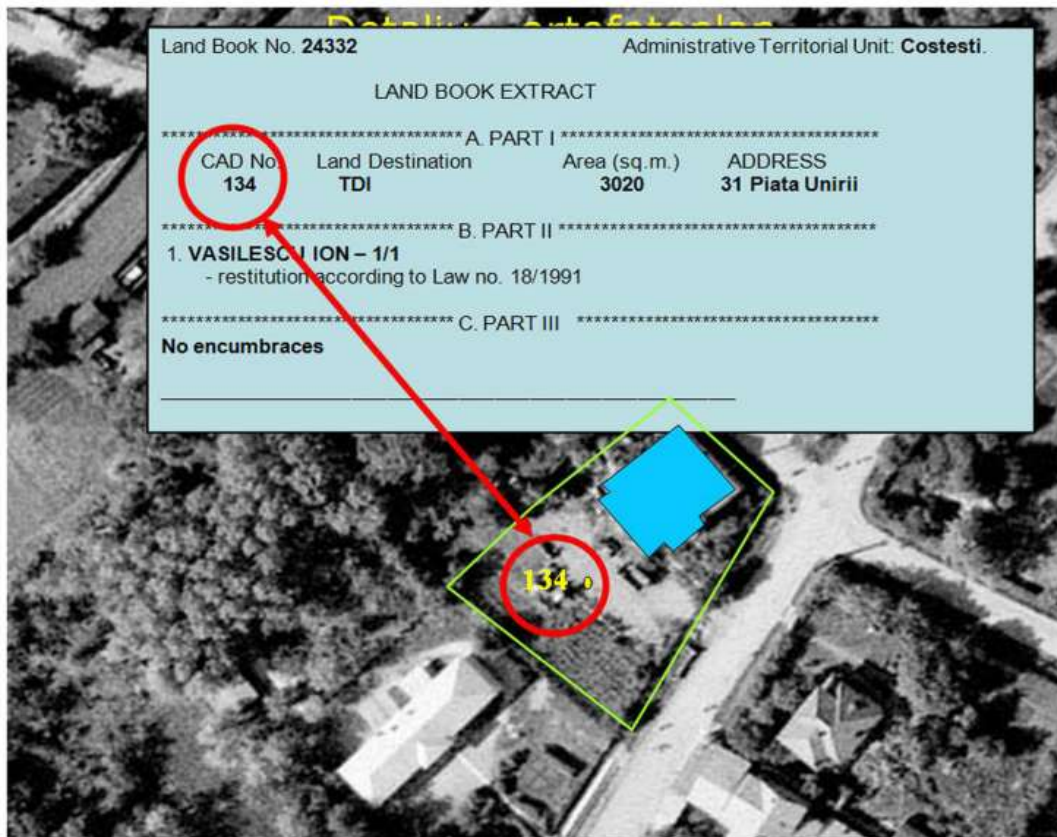 Land Book No. 24332 Administrative Territorial Unit: Costesti.
LAND BOOK EXTRACT
*********************************** A. PART I *************************************
CAD No. Land Destination Area (sq.m.) ADDRESS
134 TDI 3020 31 Piata Unirii
********************************** B. PART II *************************************
1. VASILESCU ION – 1/1
- restitution according to Law no. 18/1991
********************************** C. PART III ***********************************
No encumbraces
134